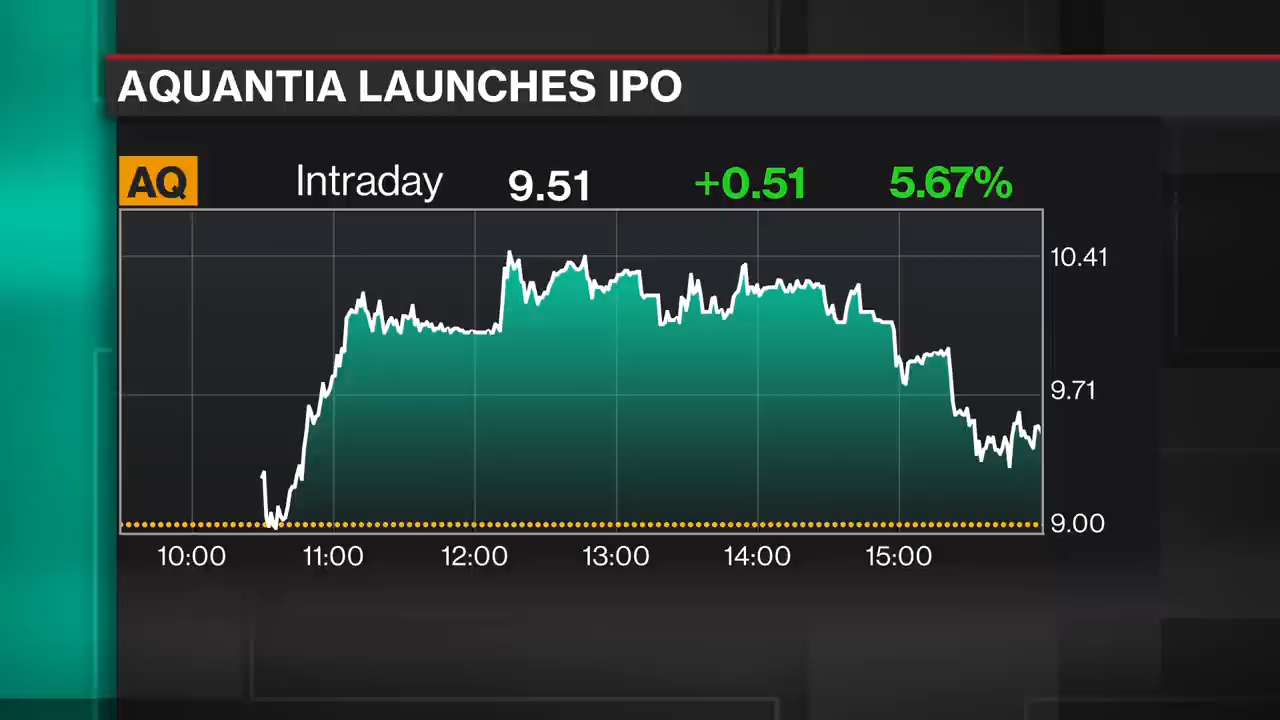 AQUANTIA LAUNCHES IPO
AQ Intraday 9.51 +0.51 5.67%
10.41
9.71
9.00
10:00 11:00 12:00 13:00 14:00 15:00